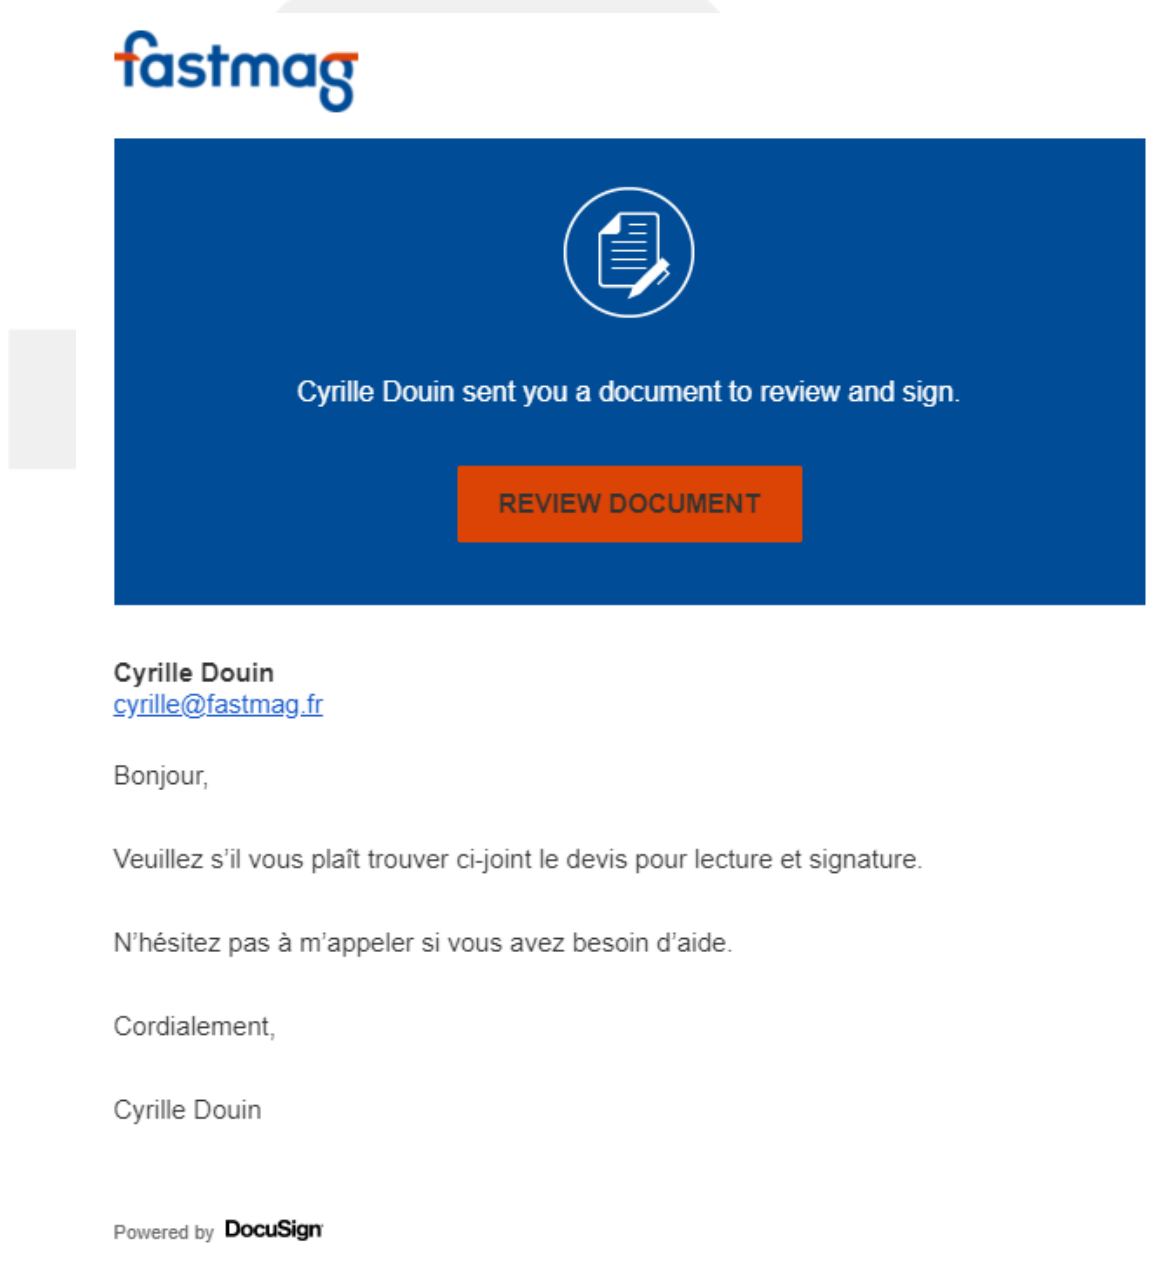 fastmag
Cyrille Douin sent you a document to review and sign.
REVIEW DOCUMENT
Cyrille Douin
cyrille@fastmag.fr
Bonjour,
Veuillez s’il vous plaît trouver ci-joint le devis pour lecture et signature.
N’hésitez pas à m’appeler si vous avez besoin d’aide.
Cordialement,
Cyrille Douin
Powered by DocuSign